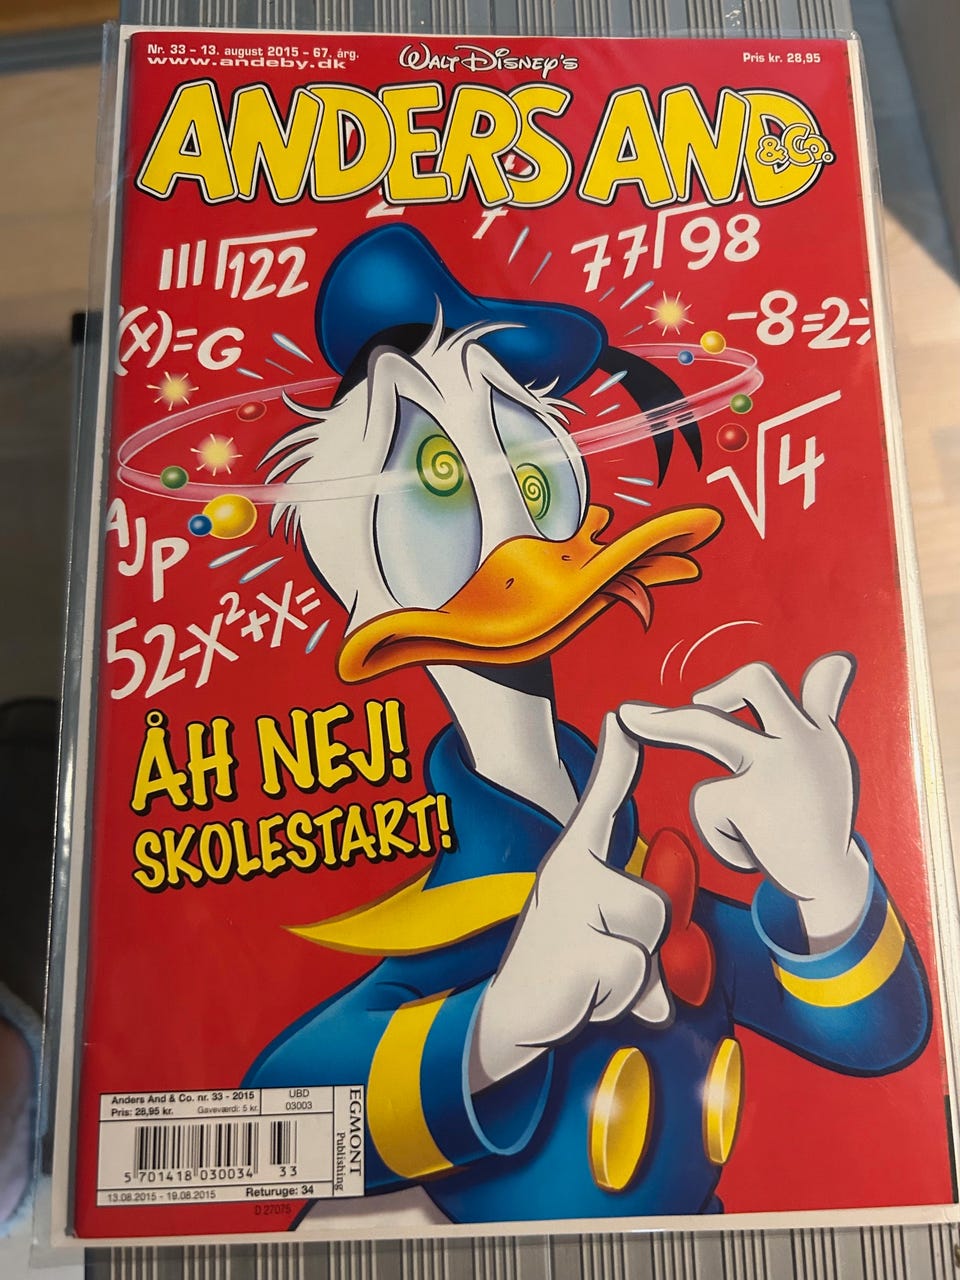 Nr. 33 - 13. august 2015 - 67. årg.
www.andeby.dk
WALT DISNEY'S
Pris kr. 28,95
ANDERS AND
& Co.
111√122
77√98
(x)=G
-8=2-
√4
A
JP
52-x²+x=
ÅH NEJ!
SKOLESTART!
Anders And & Co. nr. 33 - 2015
Pris: 28,95 kr. Gaveværdi: 5 kr.
UBD
03003
EGMONT
Publishing
5 701418 030034 33
13.08.2015 - 19.08.2015 Returuge: 34
D 27075